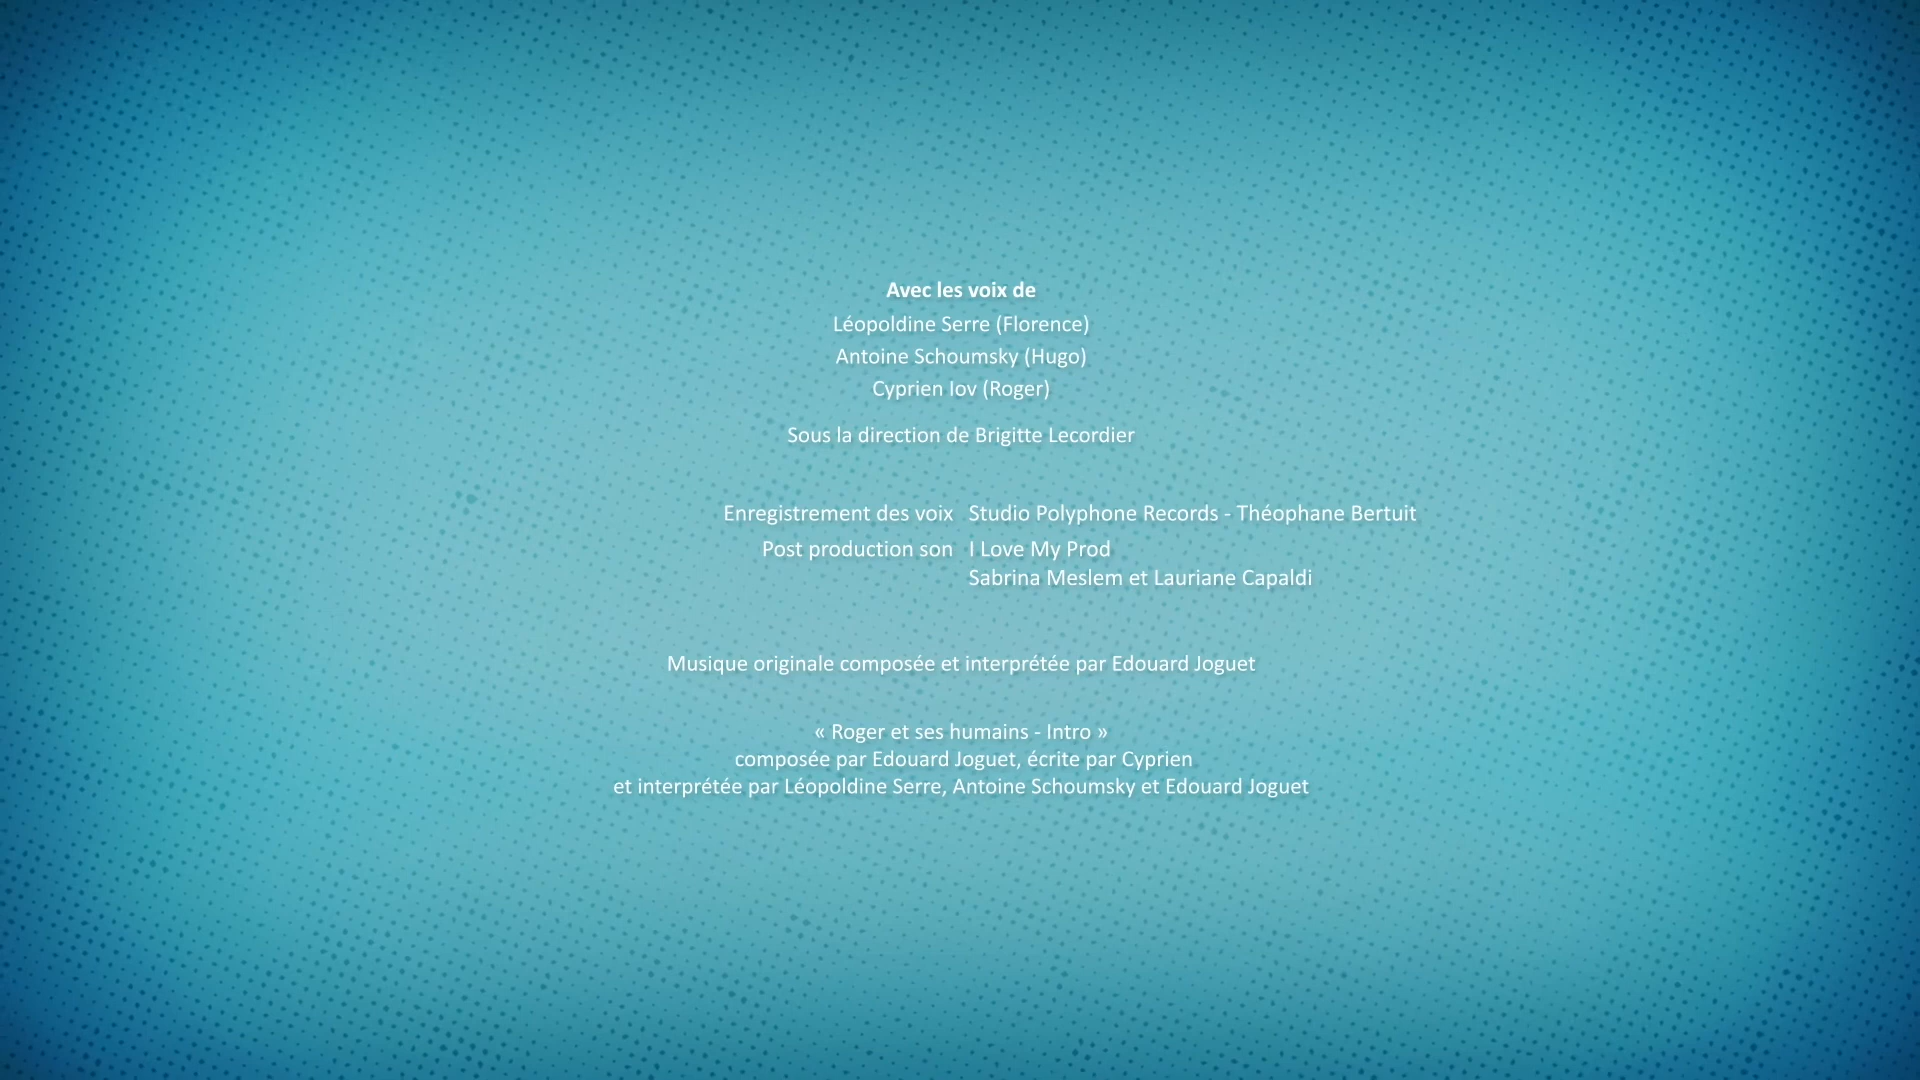 Avec les voix de
Léopoldine Serre (Florence)
Antoine Schoumsky (Hugo)
Cyprien Iov (Roger)
Sous la direction de Brigitte Lecordier
Enregistrement des voix Studio Polyphone Records - Théophane Bertuit
Post production son I Love My Prod
Sabrina Meslem et Lauriane Capaldi
Musique originale composée et interprétée par Edouard Joguet
« Roger et ses humains - Intro »
composée par Edouard Joguet, écrite par Cyprien
et interprétée par Léopoldine Serre, Antoine Schoumsky et Edouard Joguet